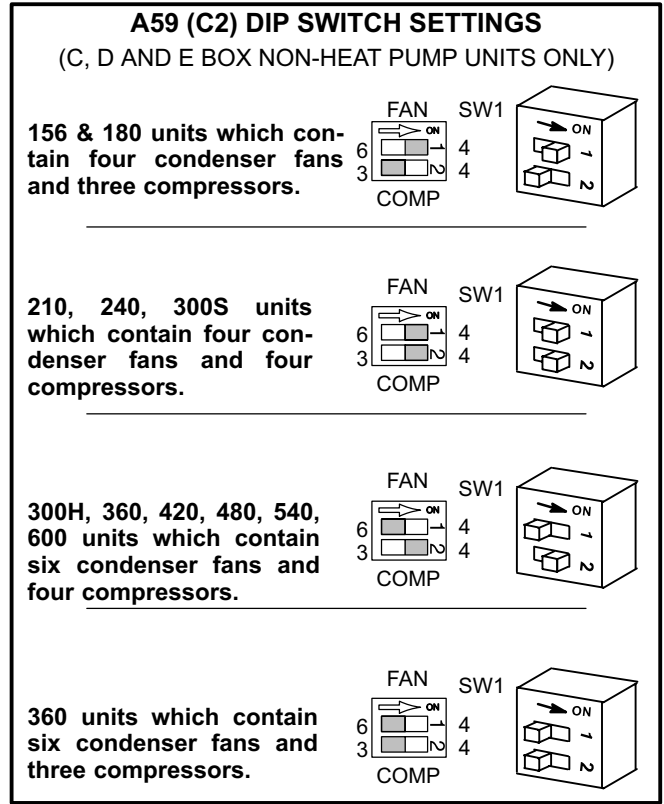 A59 (C2) DIP SWITCH SETTINGS
(C, D AND E BOX NON-HEAT PUMP UNITS ONLY)
156 & 180 units which con-
tain four condenser fans
and three compressors.
FAN SW1
ON
6 1 4
3 2 4
COMP
ON
1
2
210, 240, 300S units
which contain four con-
denser fans and four
compressors.
FAN SW1
ON
6 1 4
3 2 4
COMP
ON
1
2
300H, 360, 420, 480, 540,
600 units which contain
six condenser fans and
four compressors.
FAN SW1
ON
6 1 4
3 2 4
COMP
ON
1
2
360 units which contain
six condenser fans and
three compressors.
FAN SW1
ON
6 1 4
3 2 4
COMP
ON
1
2